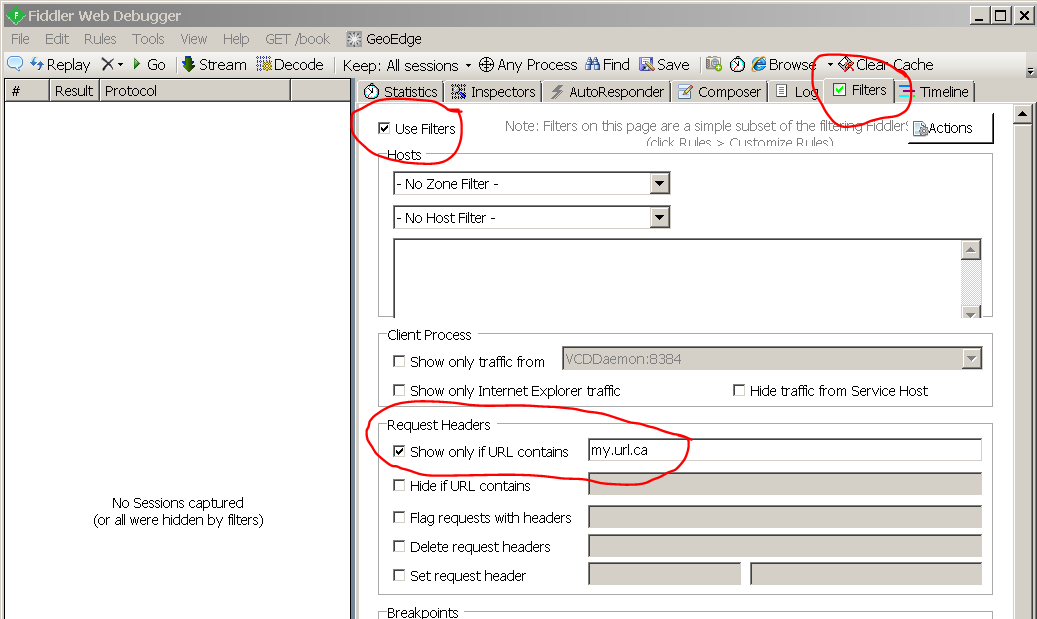 Fiddler Web Debugger
File Edit Rules Tools View Help GET /book GeoEdge
Replay Go Stream Decode Keep: All sessions Any Process Find Save Browse Clear Cache
# Result Protocol
Statistics Inspectors AutoResponder Composer Log Filters Timeline
Use Filters
Note: Filters on this page are a simple subset of the filtering Fiddler
(click Rules > Customize Rules)
Actions
Hosts
- No Zone Filter -
- No Host Filter -
Client Process
Show only traffic from VCDDaemon:8384
Show only Internet Explorer traffic Hide traffic from Service Host
Request Headers
Show only if URL contains my.url.ca
Hide if URL contains
Flag requests with headers
Delete request headers
Set request header
Breakpoints
No Sessions captured
(or all were hidden by filters)